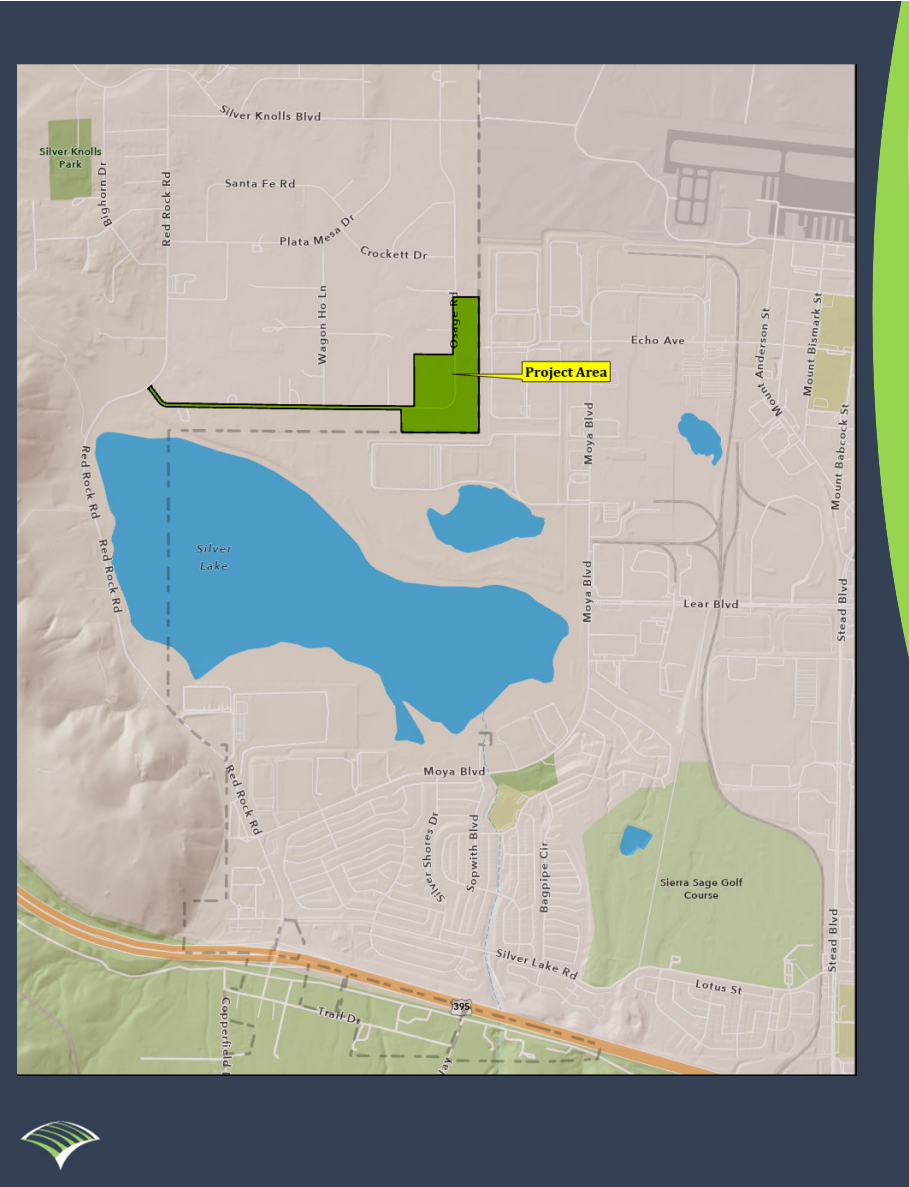 Silver Knolls Blvd
Silver Knolls
Park
Bighorn Dr
Red Rock Rd
Santa Fe Rd
Plata Mesa Dr
Crockett Dr
Wagon Ho Ln
Osage Rd
Project Area
Echo Ave
Mount Anderson St
Mount Bismark St
Moya Blvd
Mount Babcock St
Red Rock Rd
Silver
Lake
Red Rock Rd
Moya Blvd
Lear Blvd
Stead Blvd
Moya Blvd
Red Rock Rd
Silver Shores Dr
Sopwith Blvd
Bagpipe Cir
Sierra Sage Golf
Course
Stead Blvd
Silver Lake Rd
Lotus St
395
Trail Dr
Copperfield